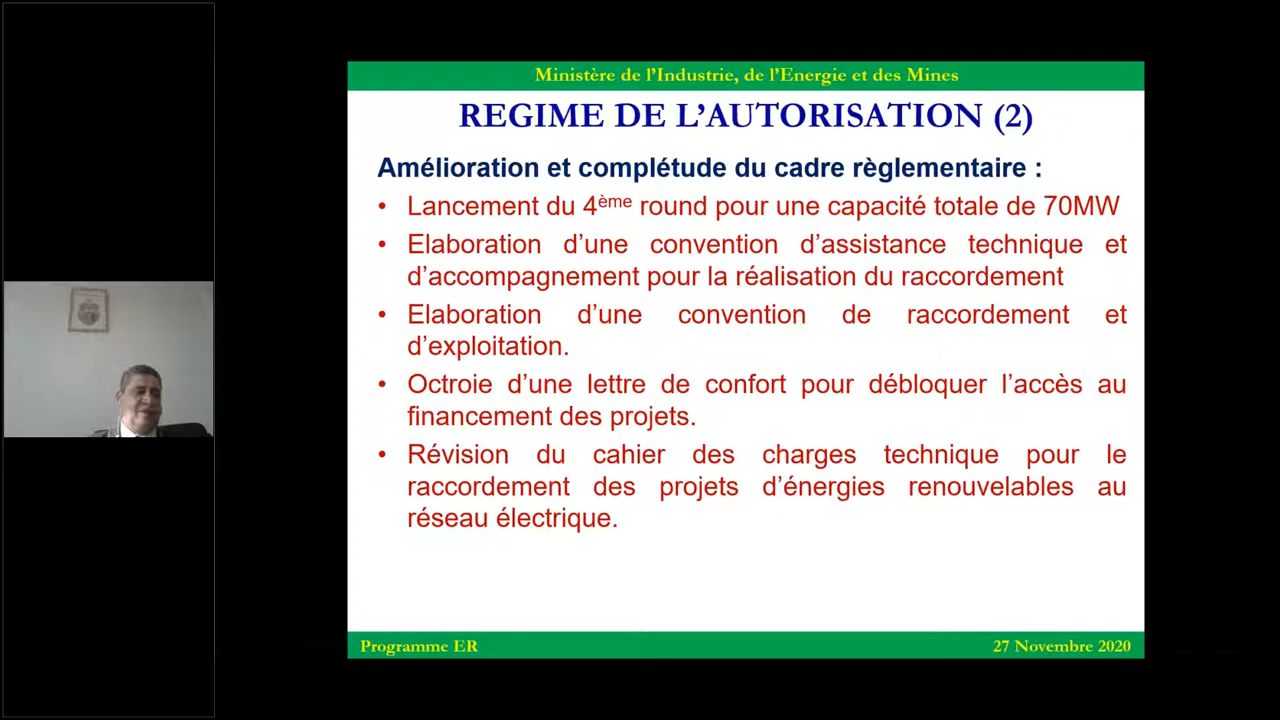 Ministère de l'Industrie, de l'Energie et des Mines
REGIME DE L'AUTORISATION (2)
Amélioration et complétude du cadre règlementaire :
• Lancement du 4ème round pour une capacité totale de 70MW
• Elaboration d'une convention d'assistance technique et
d'accompagnement pour la réalisation du raccordement
• Elaboration d'une convention de raccordement et
d'exploitation.
• Octroie d'une lettre de confort pour débloquer l'accès au
financement des projets.
• Révision du cahier des charges technique pour le
raccordement des projets d'énergies renouvelables au
réseau électrique.
Programme ER
27 Novembre 2020